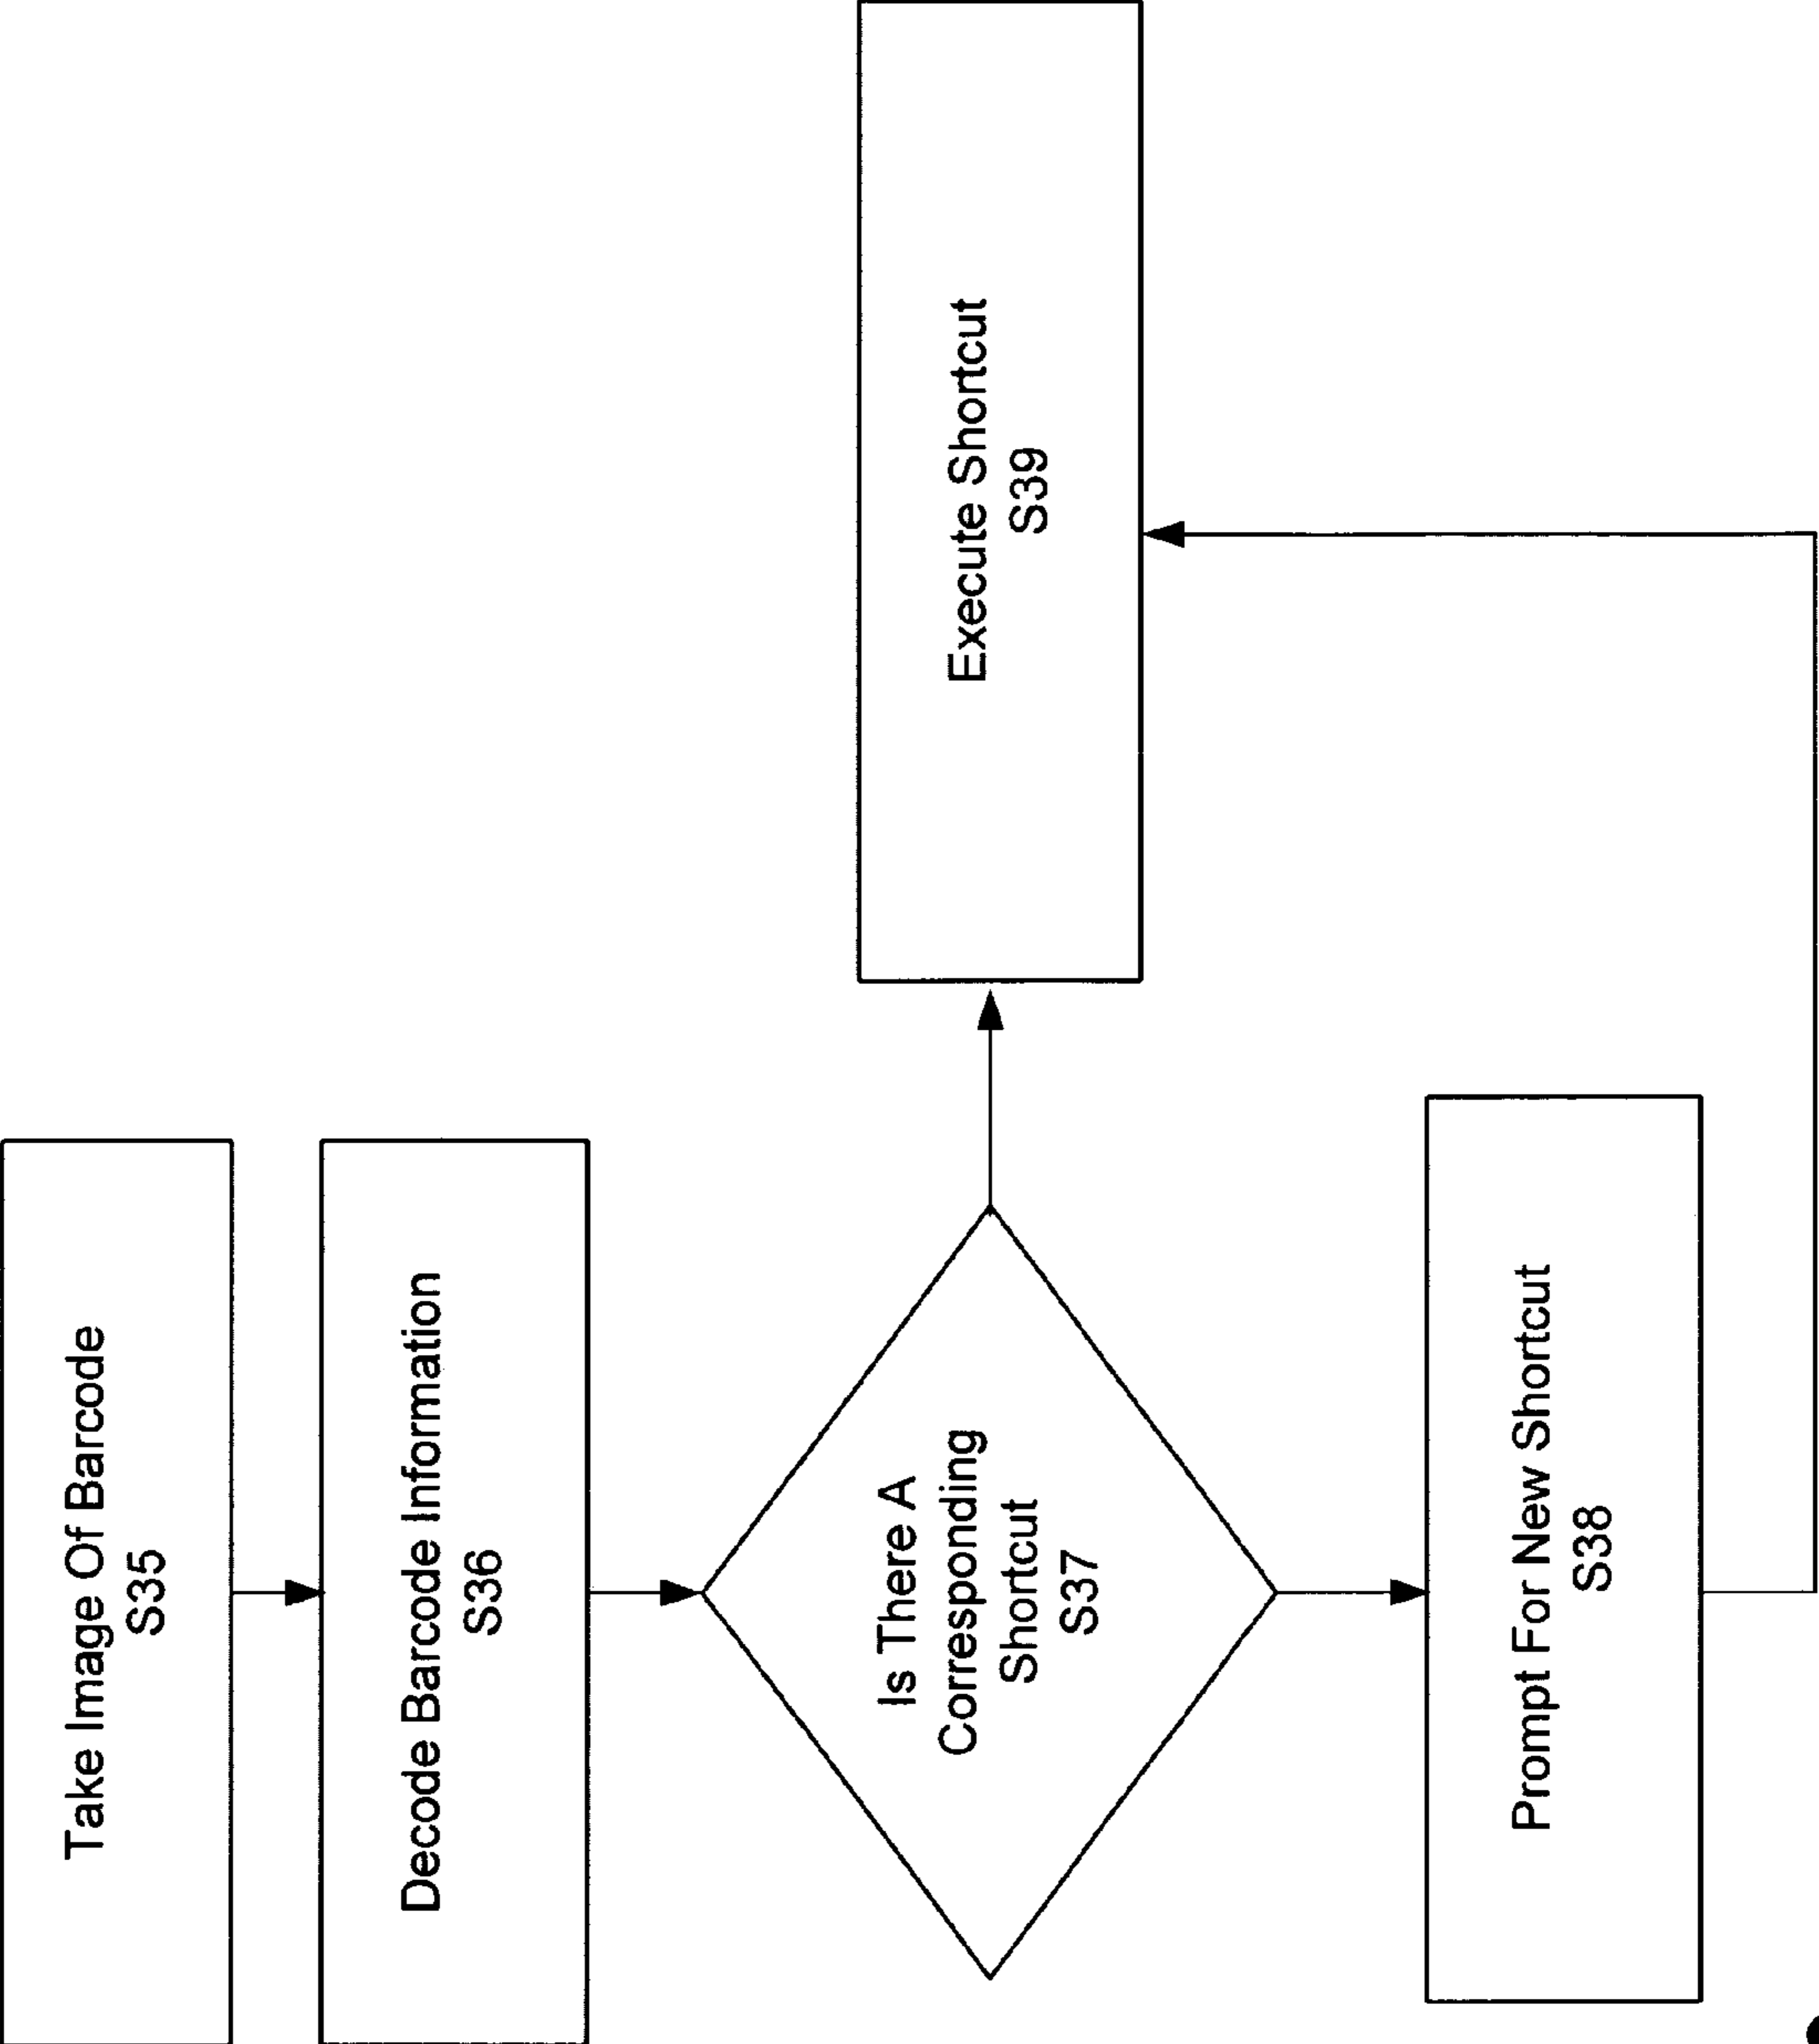 Take Image Of Barcode
S35
Decode Barcode Information
S36
Is There A
Corresponding
Shortcut
S37
Prompt For New Shortcut
S38
Execute Shortcut
S39